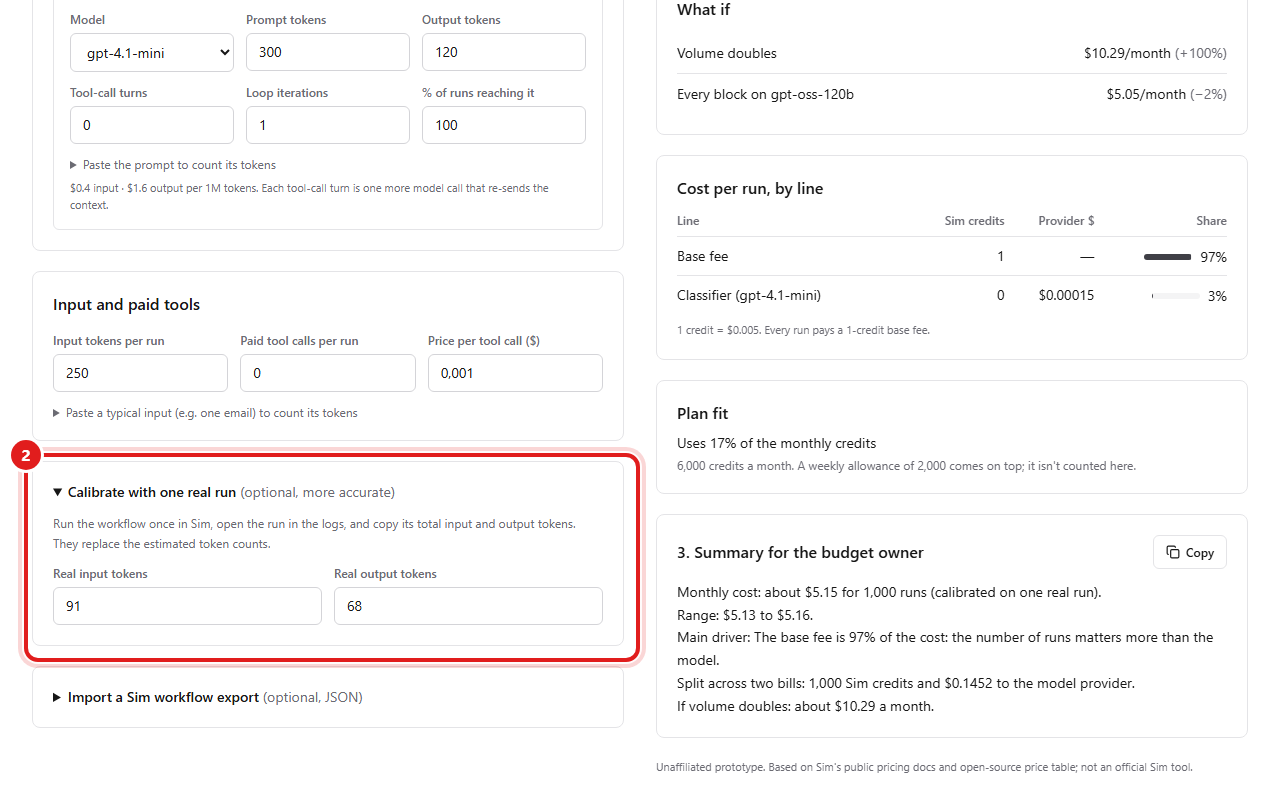 Model Prompt tokens Output tokens
gpt-4.1-mini 300 120
Tool-call turns Loop iterations % of runs reaching it
0 1 100
Paste the prompt to count its tokens
$0.4 input · $1.6 output per 1M tokens. Each tool-call turn is one more model call that re-sends the
context.
Input and paid tools
Input tokens per run Paid tool calls per run Price per tool call ($)
250 0 0,001
Paste a typical input (e.g. one email) to count its tokens
2
Calibrate with one real run (optional, more accurate)
Run the workflow once in Sim, open the run in the logs, and copy its total input and output tokens.
They replace the estimated token counts.
Real input tokens Real output tokens
91 68
Import a Sim workflow export (optional, JSON)
What if
Volume doubles $10.29/month (+100%)
Every block on gpt-oss-120b $5.05/month (−2%)
Cost per run, by line
Line Sim credits Provider $ Share
Base fee 1 — 97%
Classifier (gpt-4.1-mini) 0 $0.00015 3%
1 credit = $0.005. Every run pays a 1-credit base fee.
Plan fit
Uses 17% of the monthly credits
6,000 credits a month. A weekly allowance of 2,000 comes on top; it isn't counted here.
3. Summary for the budget owner Copy
Monthly cost: about $5.15 for 1,000 runs (calibrated on one real run).
Range: $5.13 to $5.16.
Main driver: The base fee is 97% of the cost: the number of runs matters more than the
model.
Split across two bills: 1,000 Sim credits and $0.1452 to the model provider.
If volume doubles: about $10.29 a month.
Unaffiliated prototype. Based on Sim's public pricing docs and open-source price table; not an official Sim tool.